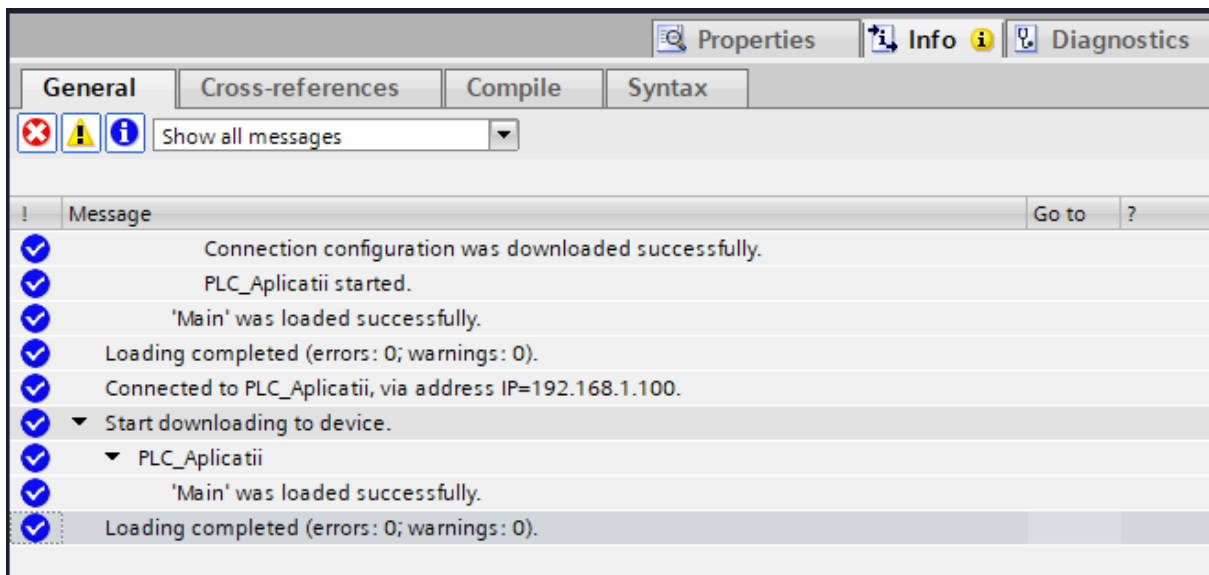 Properties Info Diagnostics
General Cross-references Compile Syntax
Show all messages
! Message Go to ?
Connection configuration was downloaded successfully.
PLC_Aplicatii started.
'Main' was loaded successfully.
Loading completed (errors: 0; warnings: 0).
Connected to PLC_Aplicatii, via address IP=192.168.1.100.
Start downloading to device.
PLC_Aplicatii
'Main' was loaded successfully.
Loading completed (errors: 0; warnings: 0).